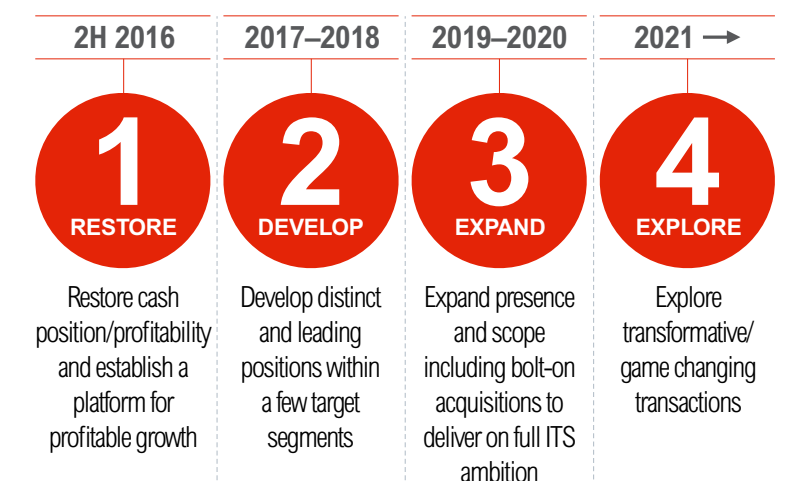 2H 2016
1
RESTORE
Restore cash
position/profitability
and establish a
platform for
profitable growth
2017–2018
2
DEVELOP
Develop distinct
and leading
positions within
a few target
segments
2019–2020
3
EXPAND
Expand presence
and scope
including bolt-on
acquisitions to
deliver on full ITS
ambition
2021 →
4
EXPLORE
Explore
transformative/
game changing
transactions